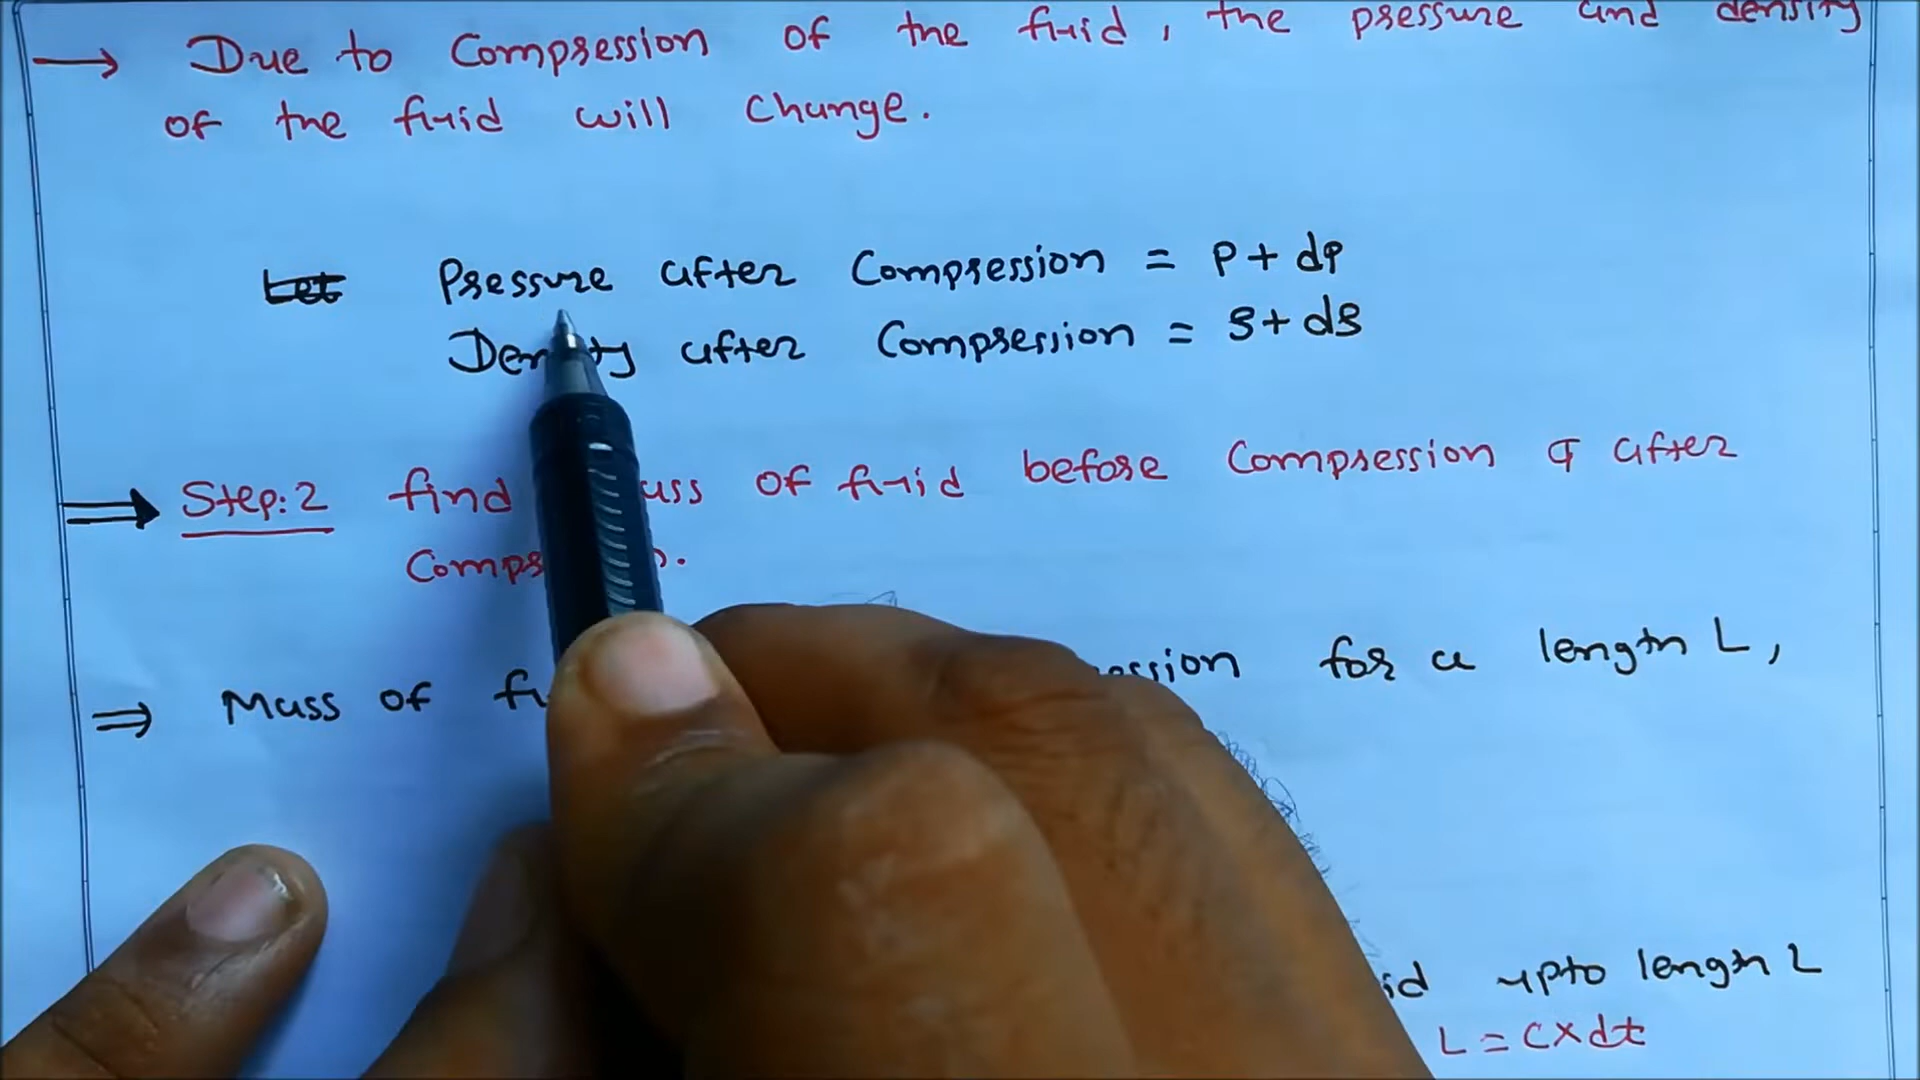 → Due to Compression of the fluid, the pressure and density
of the fluid will change.
Let Pressure after Compression = P + dp
Density after Compression = ρ + dρ
⇒ Step:2 find mass of fluid before Compression & after
Compression.
⇒ Mass of for a length L,
upto length L
L = C × dt